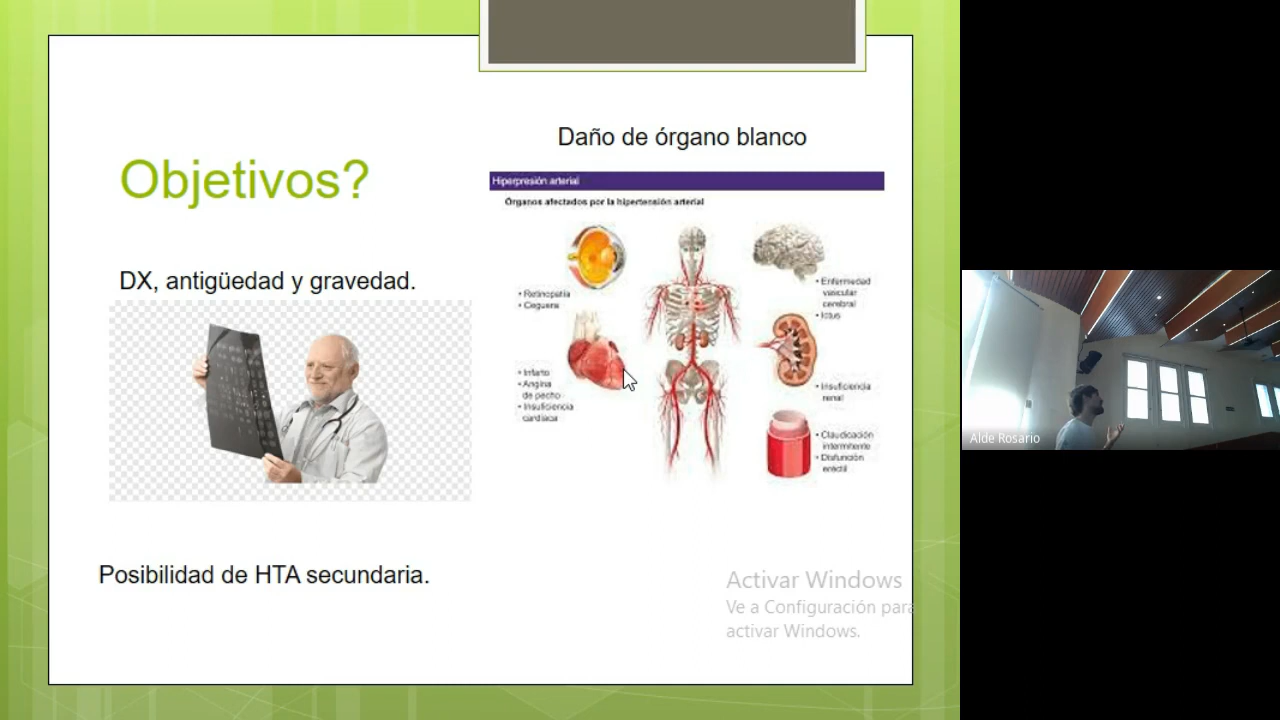 Objetivos?
DX, antigüedad y gravedad.
Posibilidad de HTA secundaria.
Daño de órgano blanco
Hiperpresión arterial
Órganos afectados por la hipertensión arterial
• Retinopatía
• Ceguera
• Enfermedad
vascular
cerebral
• Ictus
• Infarto
• Angina
de pecho
• Insuficiencia
cardíaca
• Insuficiencia
renal
• Claudicación
intermitente
• Disfunción
eréctil
Activar Windows
Ve a Configuración para
activar Windows.
Alde Rosario